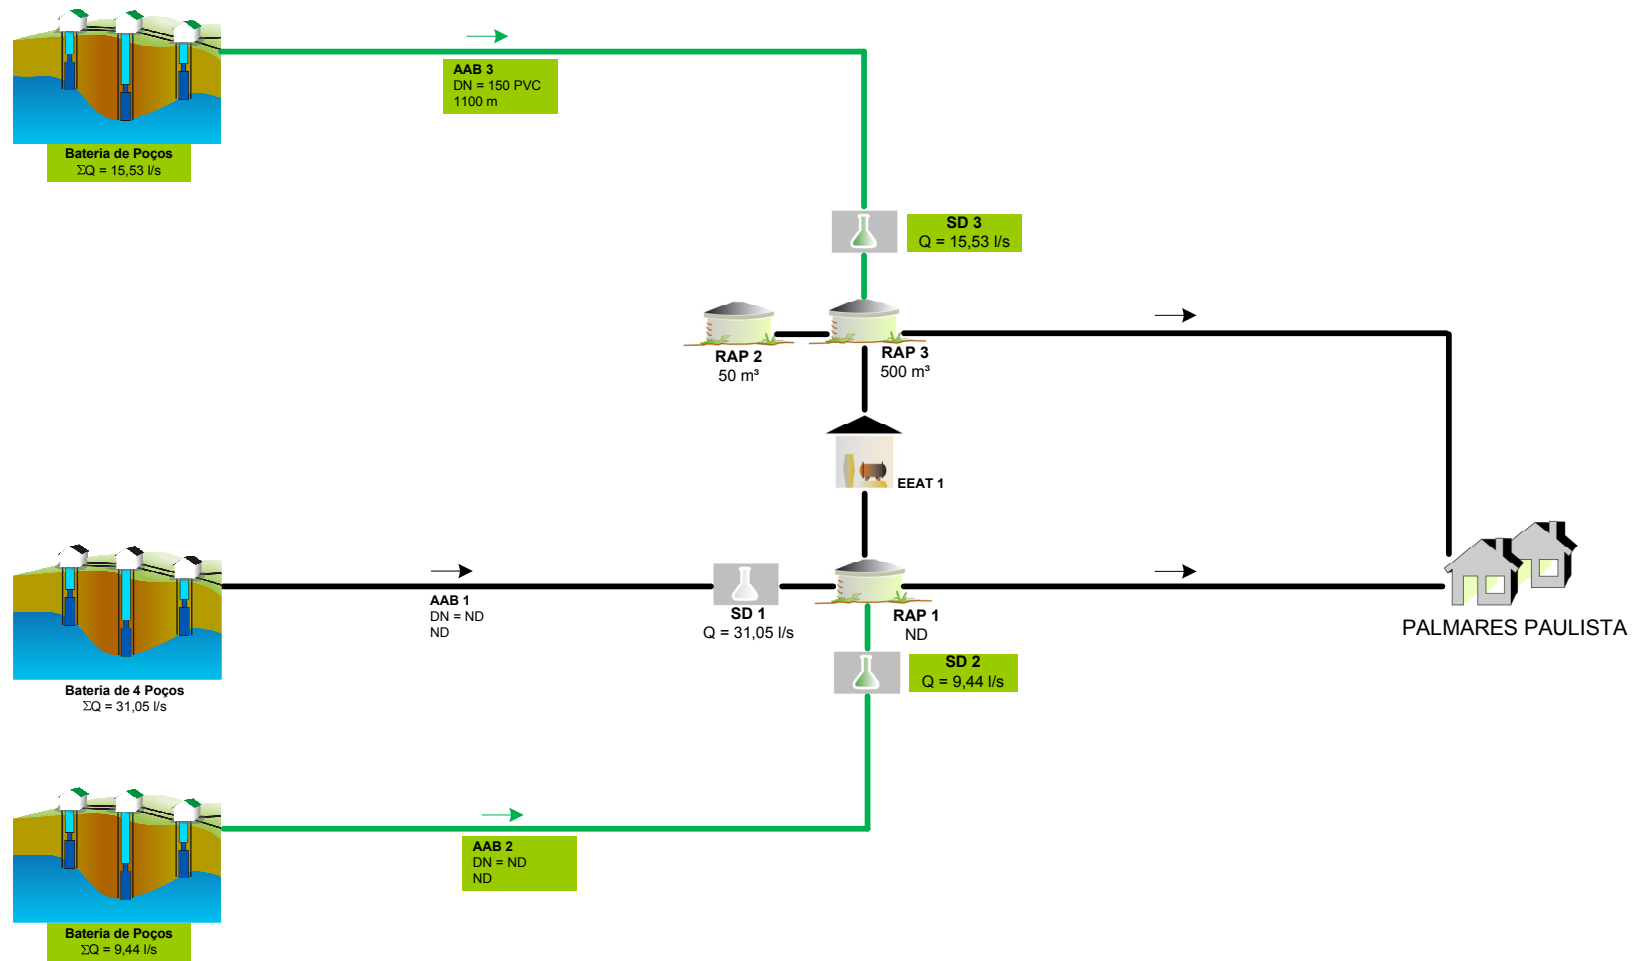 AAB 3
DN = 150 PVC
1100 m
Bateria de Poços
ΣQ = 15,53 l/s
SD 3
Q = 15,53 l/s
RAP 2
50 m³
RAP 3
500 m³
EEAT 1
AAB 1
DN = ND
ND
SD 1
Q = 31,05 l/s
RAP 1
ND
PALMARES PAULISTA
SD 2
Q = 9,44 l/s
Bateria de 4 Poços
ΣQ = 31,05 l/s
AAB 2
DN = ND
ND
Bateria de Poços
ΣQ = 9,44 l/s